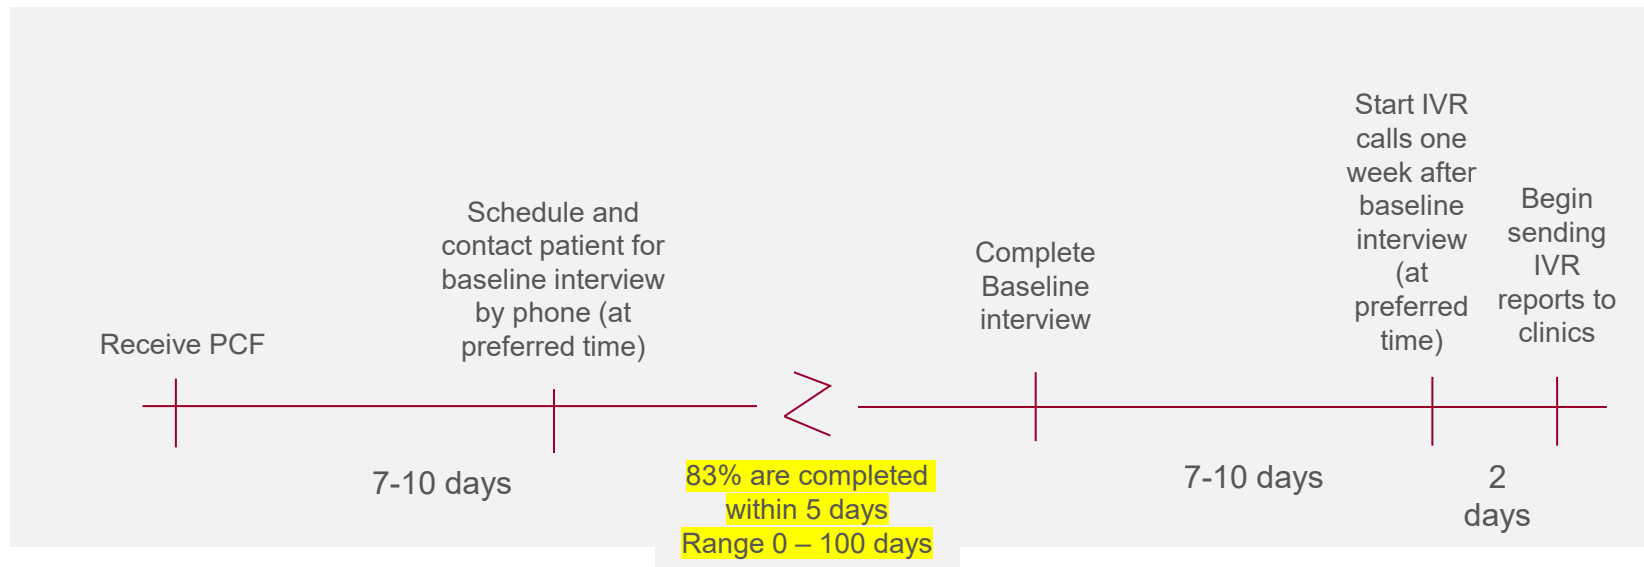 Receive PCF
Schedule and
contact patient for
baseline interview
by phone (at
preferred time)
Complete
Baseline
interview
Start IVR
calls one
week after
baseline
interview
(at
preferred
time)
Begin
sending
IVR
reports to
clinics
7-10 days
83% are completed
within 5 days
Range 0 – 100 days
7-10 days
2
days